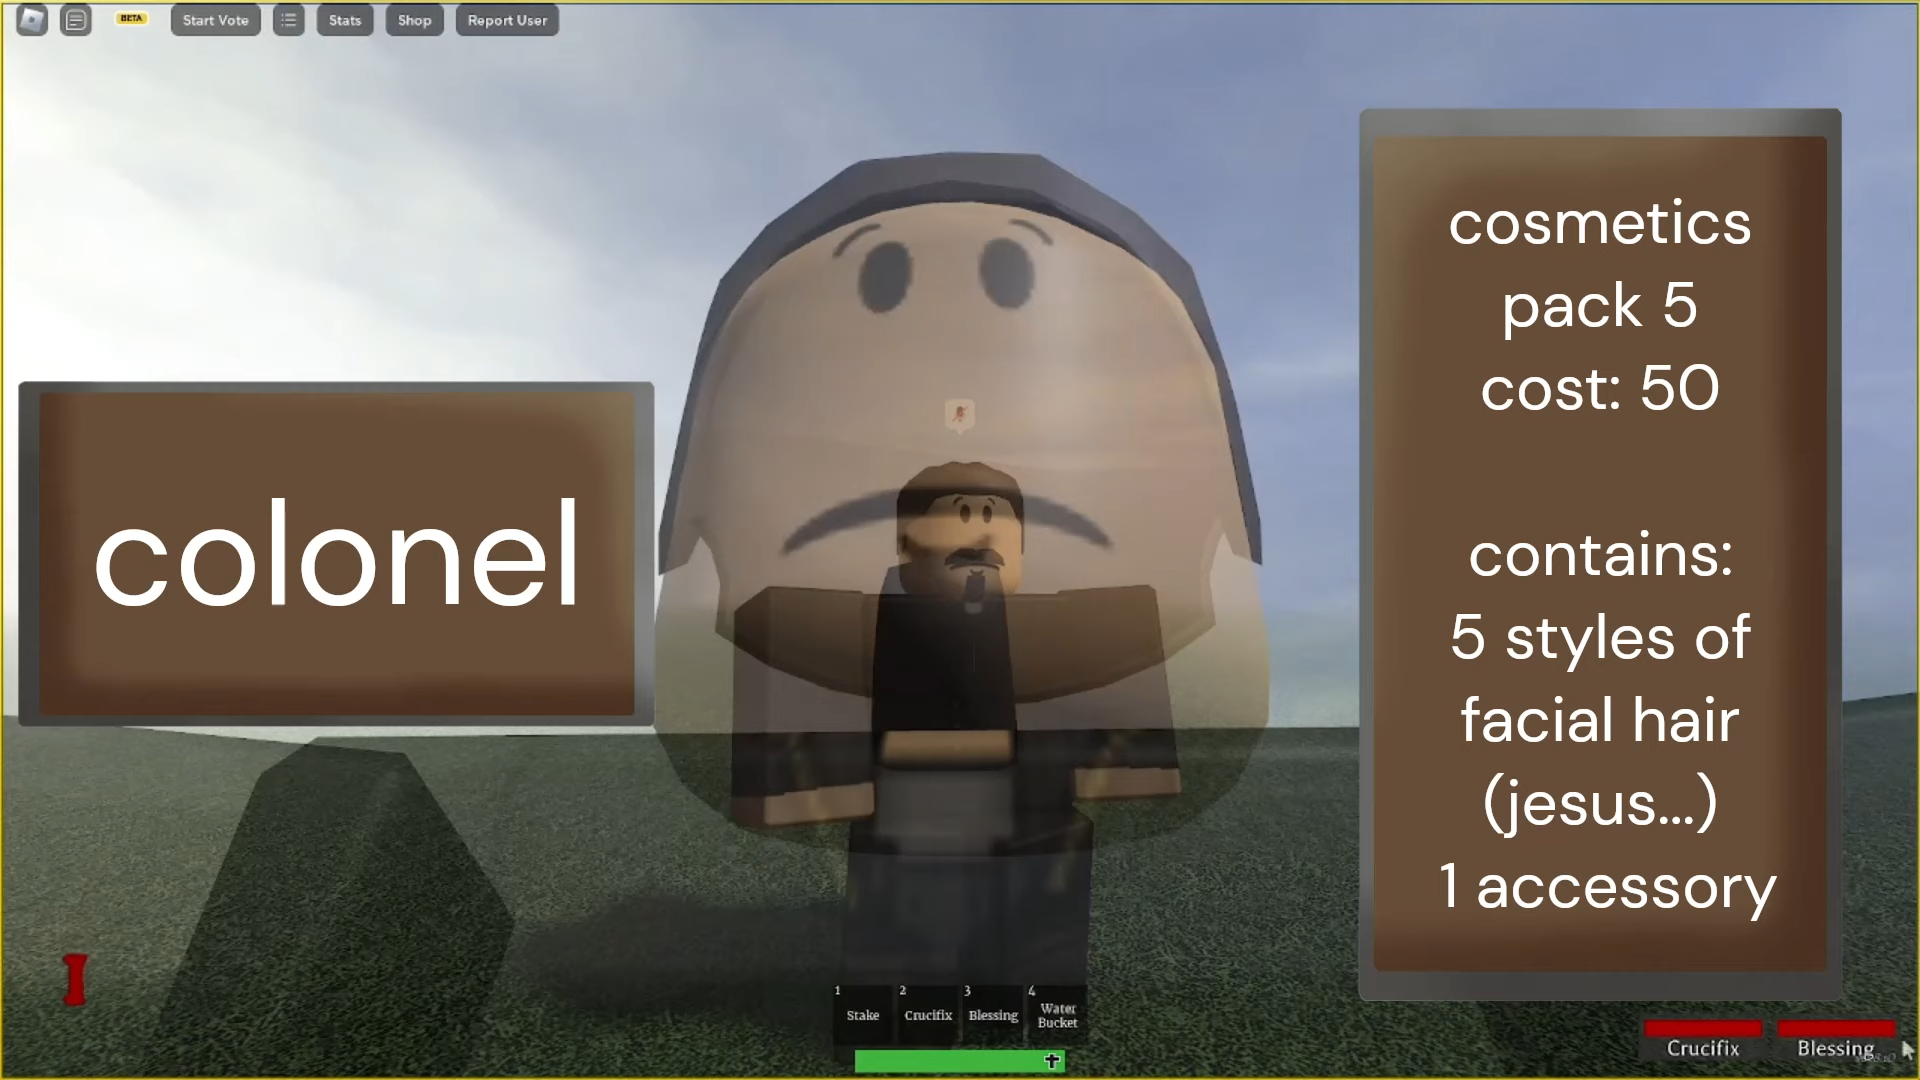 BETA
Start Vote
Stats
Shop
Report User
colonel
cosmetics
pack 5
cost: 50
contains:
5 styles of
facial hair
(jesus...)
1 accessory
1
Stake
2
Crucifix
3
Blessing
4
Water
Bucket
Crucifix
Blessing